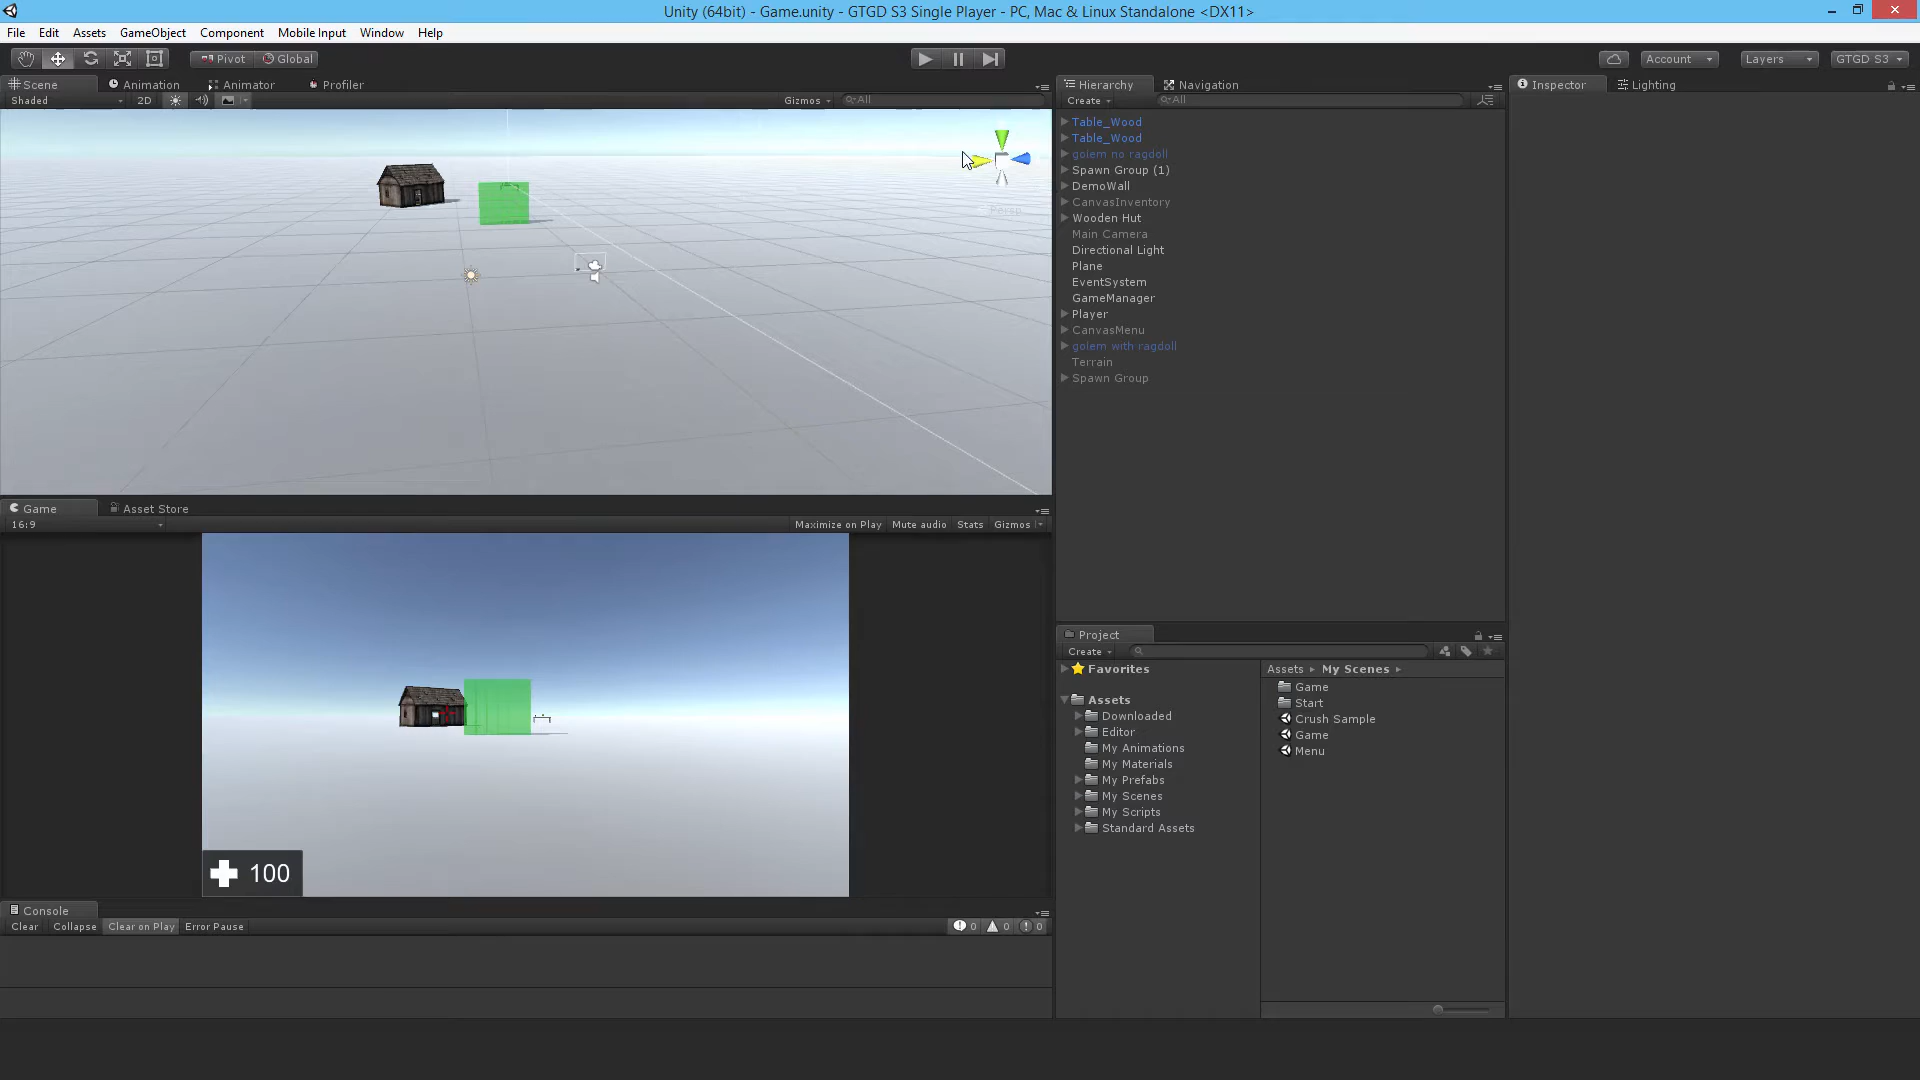 Unity (64bit) - Game.unity - GTGD S3 Single Player - PC, Mac & Linux Standalone <DX11>
File Edit Assets GameObject Component Mobile Input Window Help
Pivot Global Account Layers GTGD S3
Scene Animation Animator Profiler
Shaded 2D Gizmos All
Persp
Game Asset Store
16:9 Maximize on Play Mute audio Stats Gizmos
100
Console
Clear Collapse Clear on Play Error Pause 0 0 0
Hierarchy Navigation
Create All
Table_Wood
Table_Wood
golem no ragdoll
Spawn Group (1)
DemoWall
CanvasInventory
Wooden Hut
Main Camera
Directional Light
Plane
EventSystem
GameManager
Player
CanvasMenu
golem with ragdoll
Terrain
Spawn Group
Project
Create
Favorites
Assets
Downloaded
Editor
My Animations
My Materials
My Prefabs
My Scenes
My Scripts
Standard Assets
Assets My Scenes
Game
Start
Crush Sample
Game
Menu
Inspector Lighting